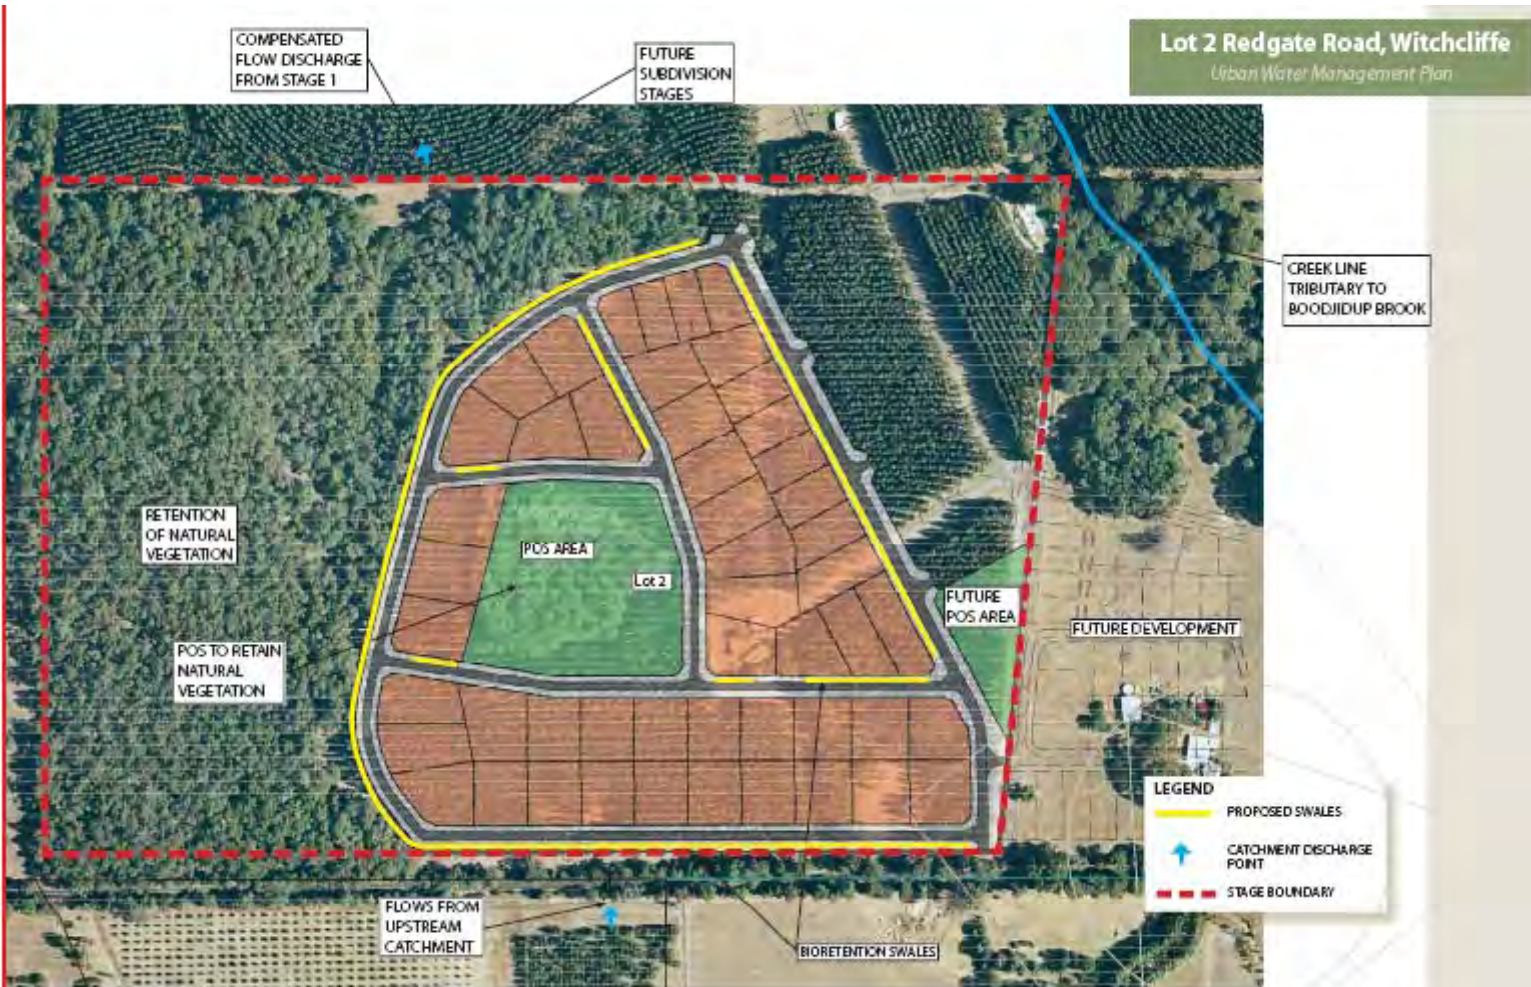 COMPENSATED
FLOW DISCHARGE
FROM STAGE 1
FUTURE
SUBDIVISION
STAGES
Lot 2 Redgate Road, Witchcliffe
Urban Water Management Plan
CREEK LINE
TRIBUTARY TO
BOODJIDUP BROOK
RETENTION
OF NATURAL
VEGETATION
POS AREA
Lot 2
FUTURE
POS AREA
FUTURE DEVELOPMENT
POS TO RETAIN
NATURAL
VEGETATION
LEGEND
PROPOSED SWALES
CATCHMENT DISCHARGE
POINT
STAGE BOUNDARY
FLOWS FROM
UPSTREAM
CATCHMENT
BIORETENTION SWALES